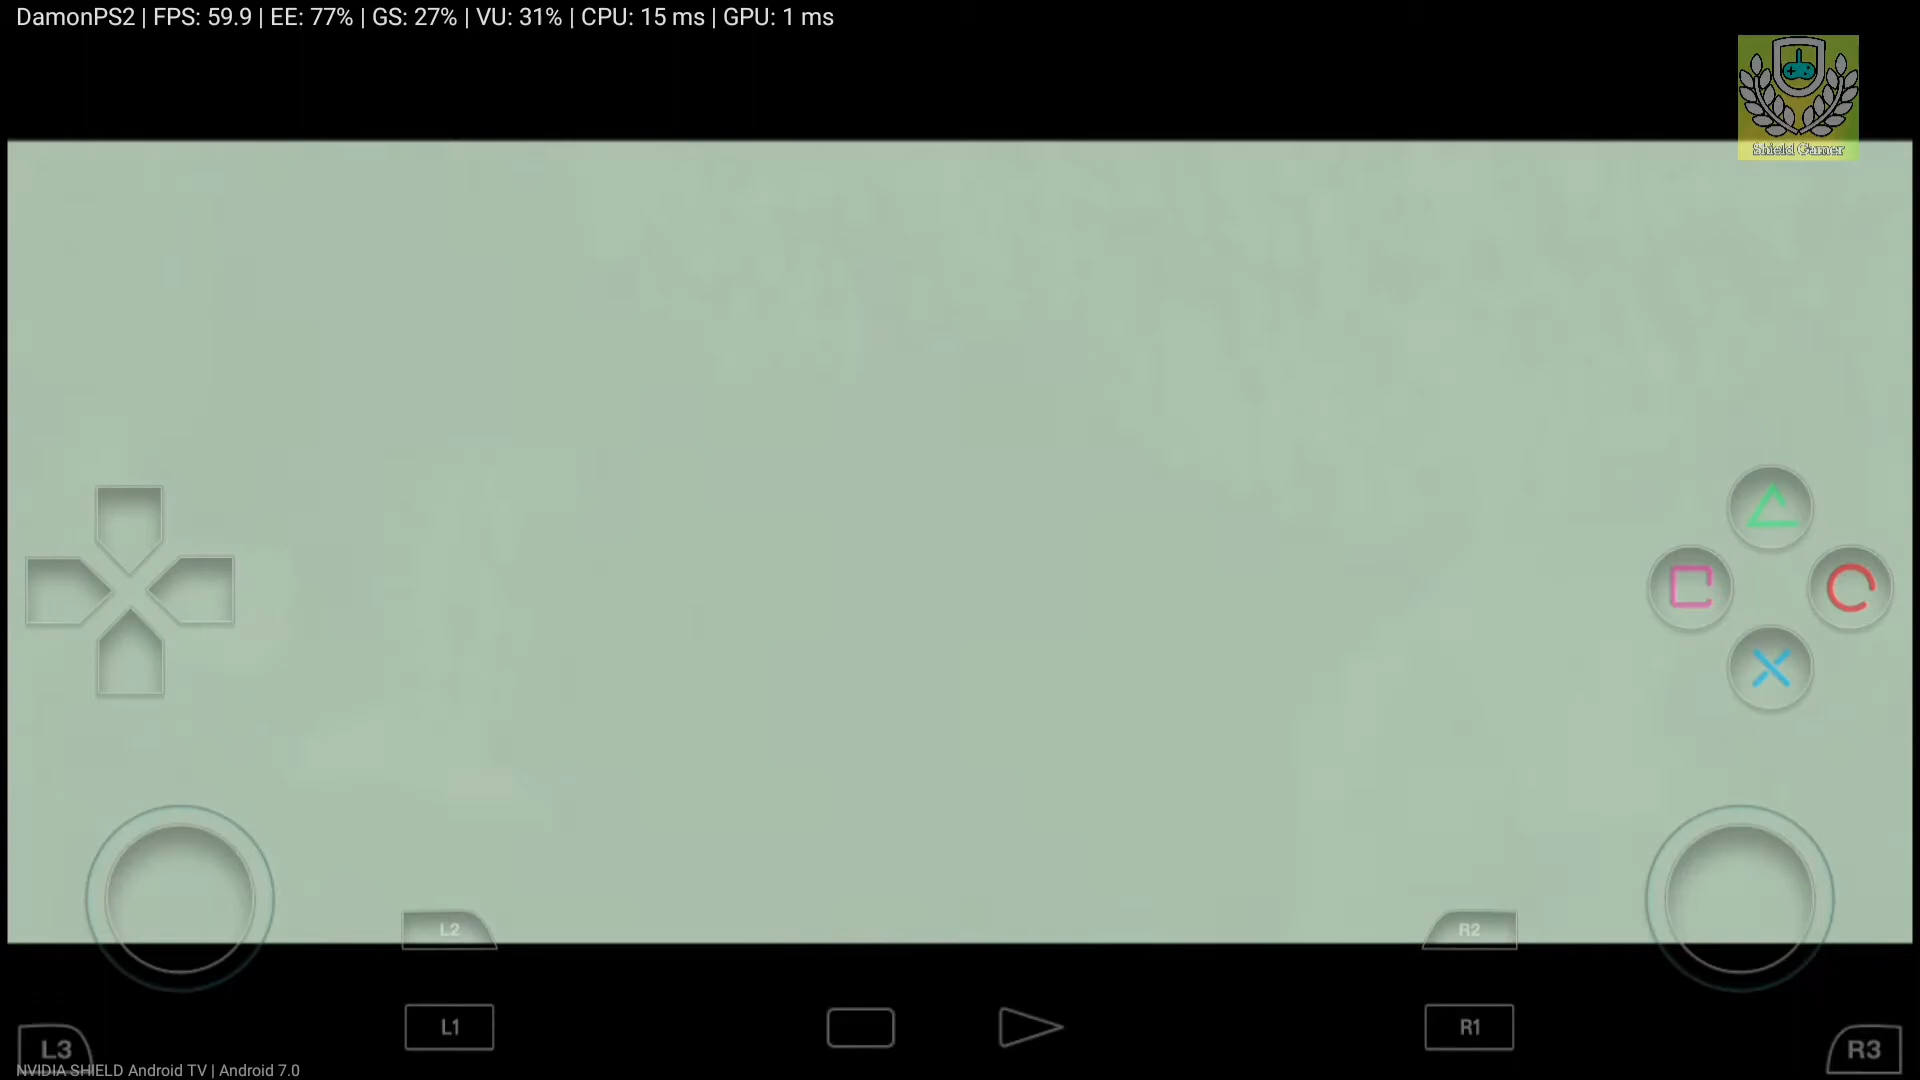 DamonPS2 | FPS: 59.9 | EE: 77% | GS: 27% | VU: 31% | CPU: 15 ms | GPU: 1 ms
Shield Gamer
L2
R2
L1
R1
L3
R3
NVIDIA SHIELD Android TV | Android 7.0